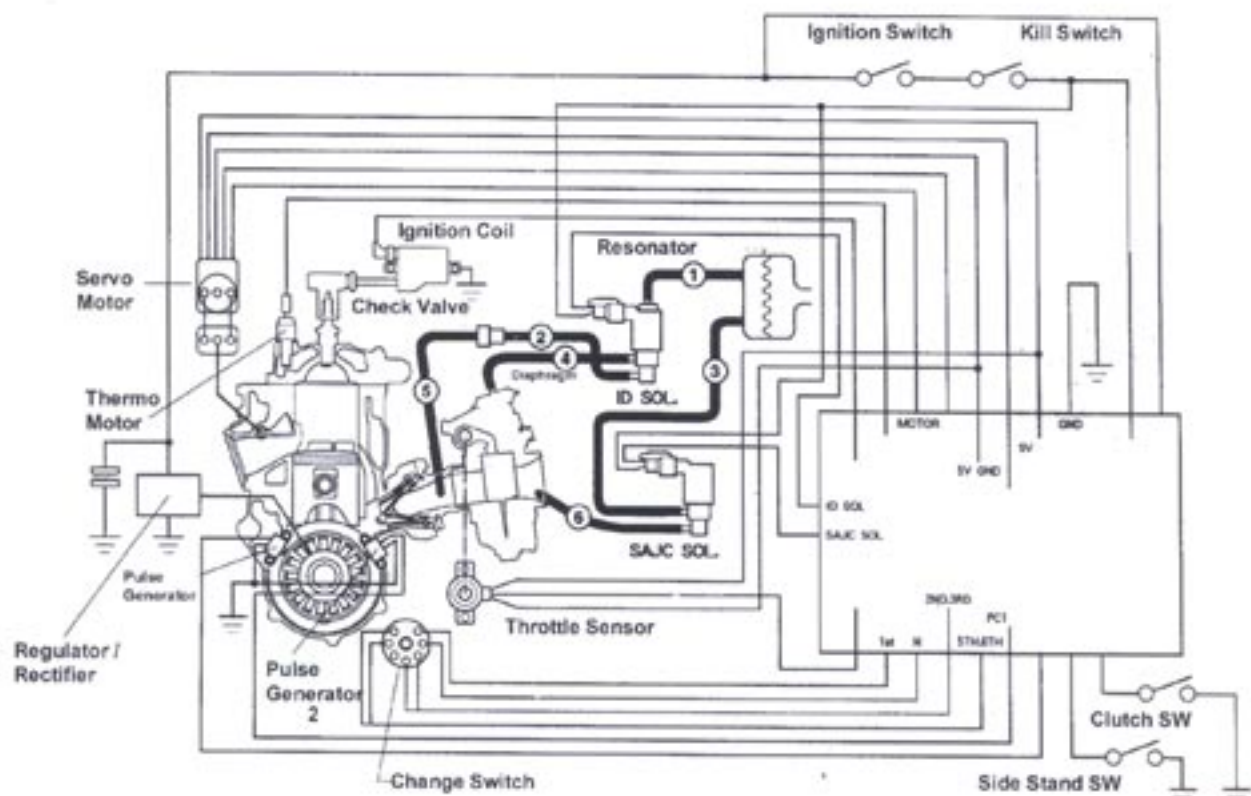 Ignition Switch
Kill Switch
Ignition Coil
Resonator
1
Servo
Motor
Check Valve
2
4
3
Diaphragm
5
ID SOL.
Thermo
Motor
MOTOR
GND
5V
5V GND
ID SOL
6
SAJC SOL.
SAJC SOL.
Pulse
Generator
2ND,3RD
PC1
Throttle Sensor
1st
N
5TH,6TH
Regulator /
Rectifier
Pulse
Generator
2
Clutch SW
Change Switch
Side Stand SW